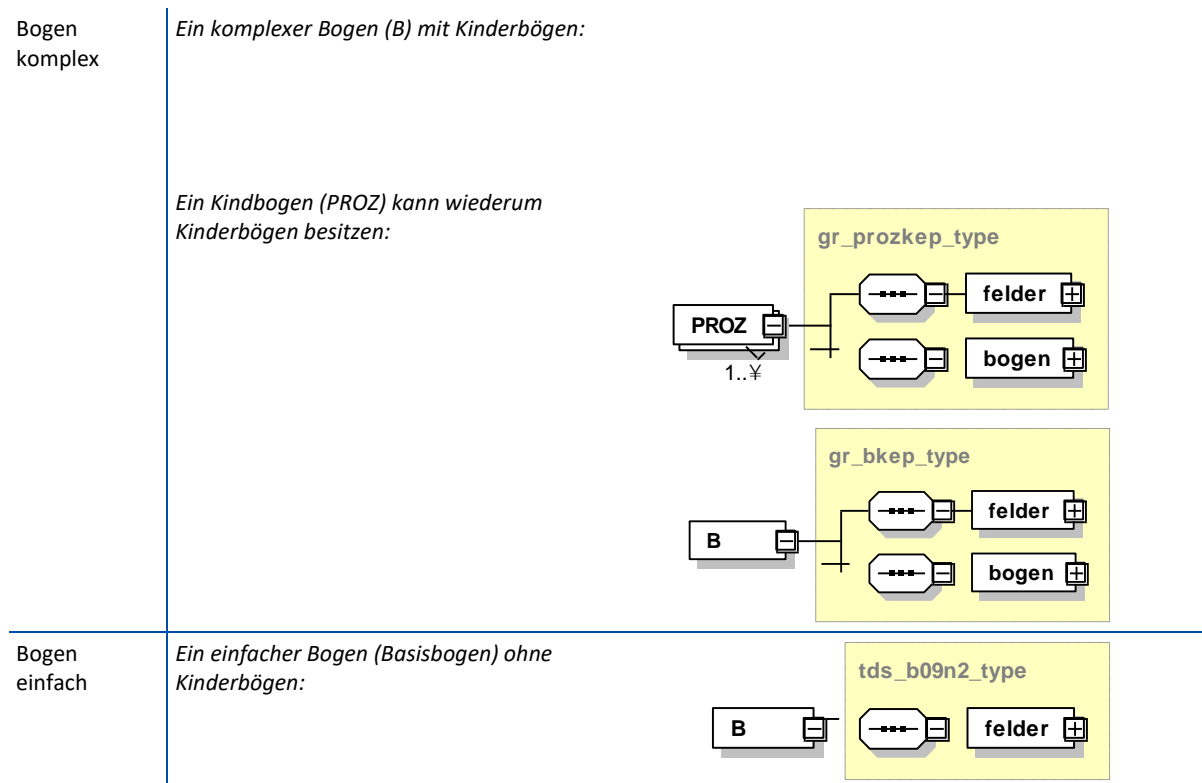 Bogen
komplex
Ein komplexer Bogen (B) mit Kinderbögen:
Ein Kindbogen (PROZ) kann wiederum
Kinderbögen besitzen:
gr_prozkep_type
felder
PROZ
bogen
1..¥
gr_bkep_type
felder
B
bogen
Bogen
einfach
Ein einfacher Bogen (Basisbogen) ohne
Kinderbögen:
tds_b09n2_type
B
felder